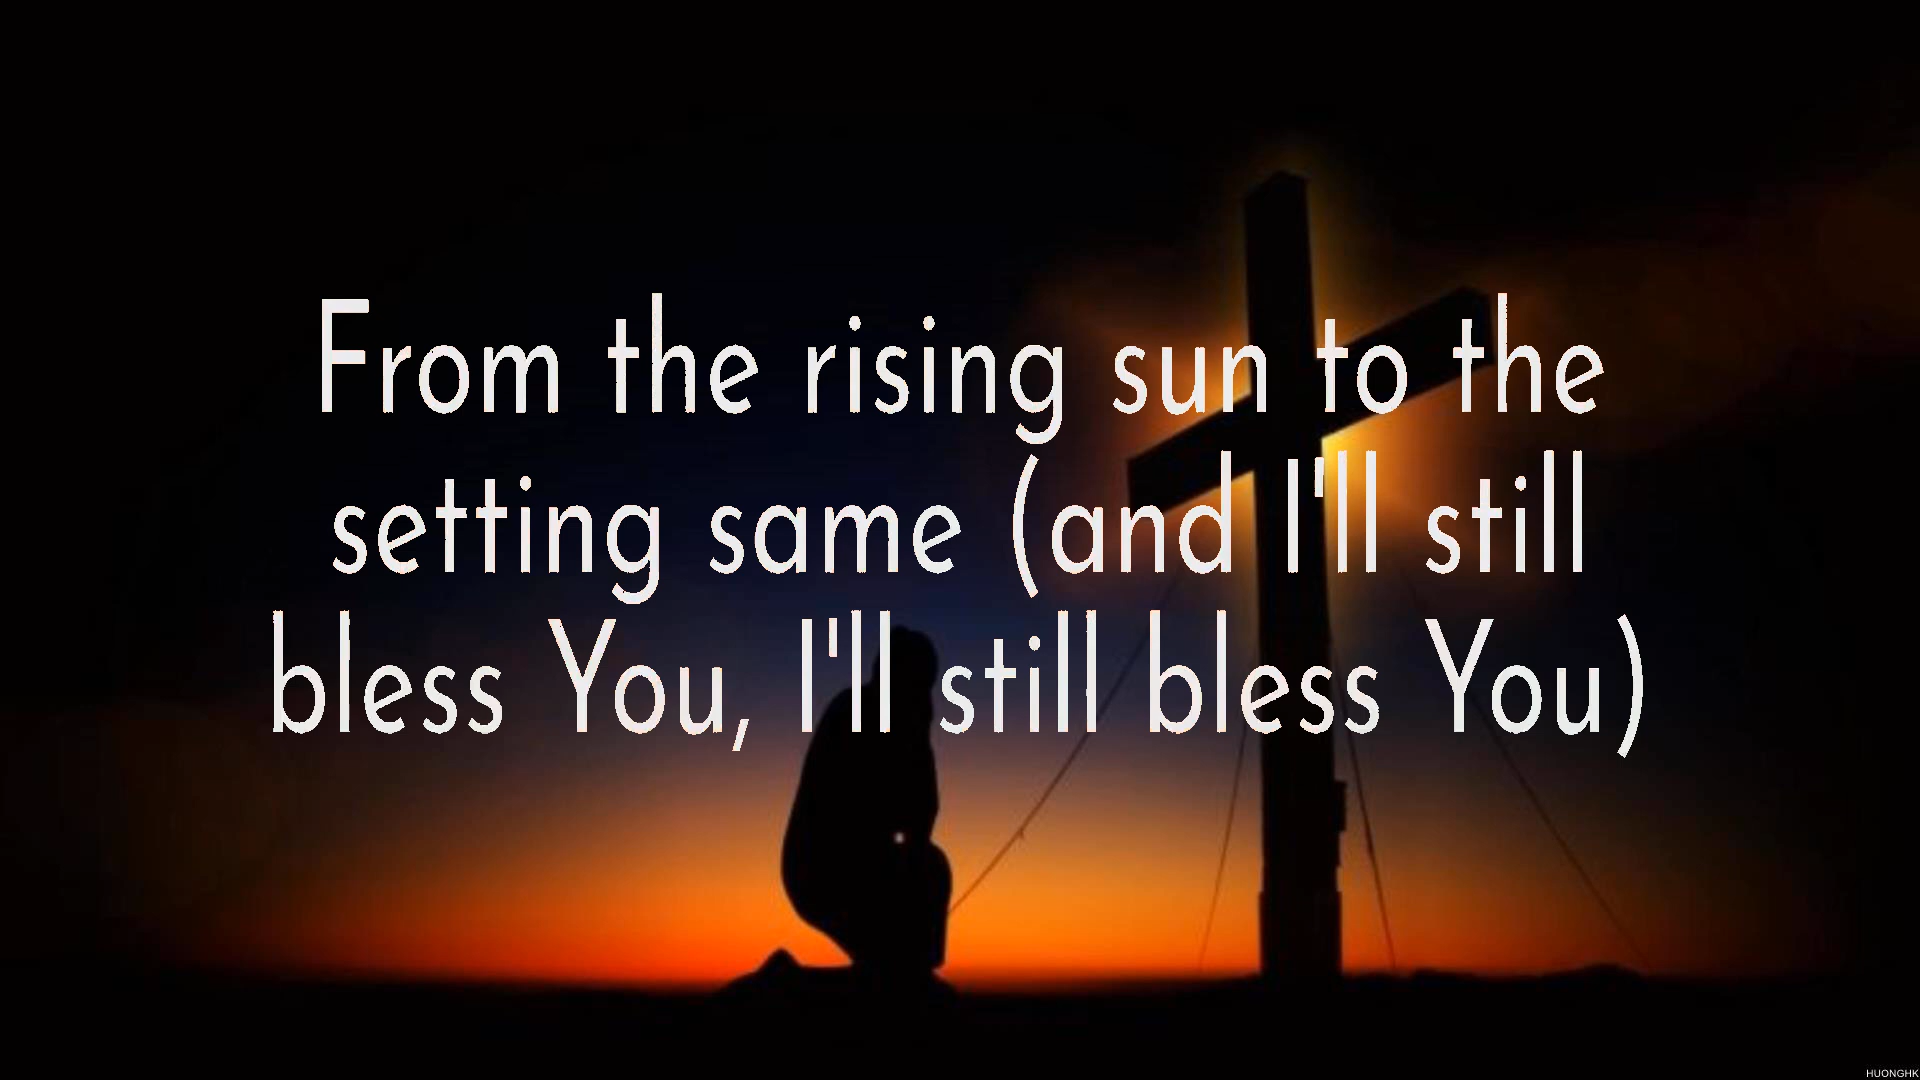 From the rising sun to the
setting same (and I'll still
bless You, I'll still bless You)
HUONGHK